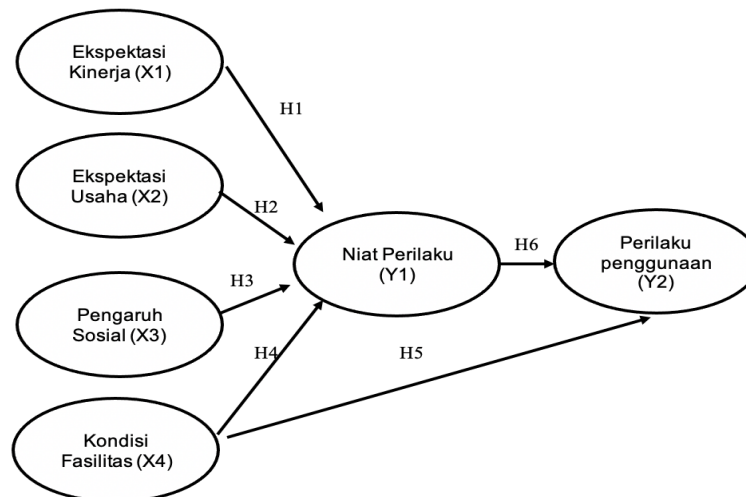 Ekspektasi
Kinerja (X1)
H1
Ekspektasi
Usaha (X2)
H2
Niat Perilaku
(Y1)
H6
Perilaku
penggunaan
(Y2)
H3
Pengaruh
Sosial (X3)
H4
H5
Kondisi
Fasilitas (X4)